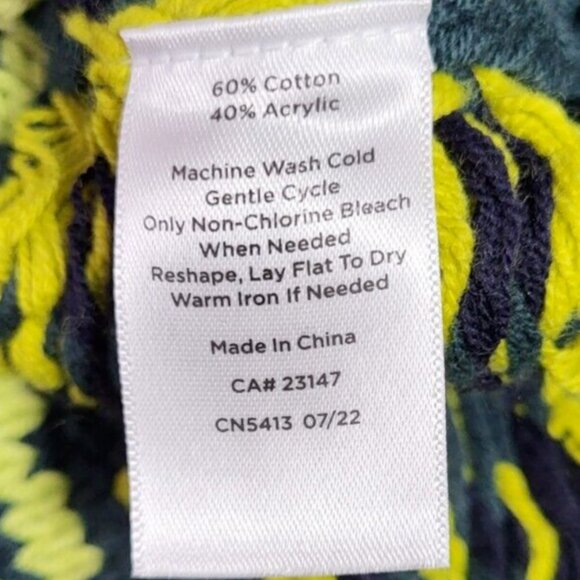 60% Cotton
40% Acrylic
Machine Wash Cold
Gentle Cycle
Only Non-Chlorine Bleach
When Needed
Reshape, Lay Flat To Dry
Warm Iron If Needed
Made In China
CA# 23147
CN5413 07/22